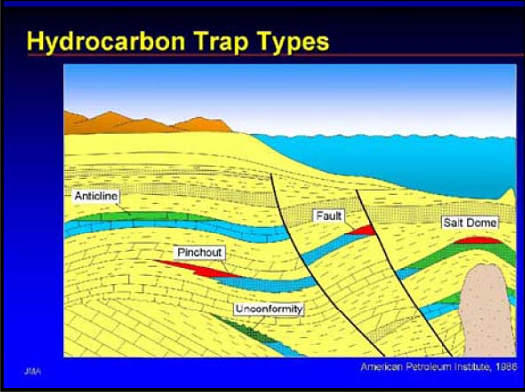 Hydrocarbon Trap Types
Anticline
Fault
Salt Dome
Pinchout
Unconformity
JMA
American Petroleum Institute, 1986